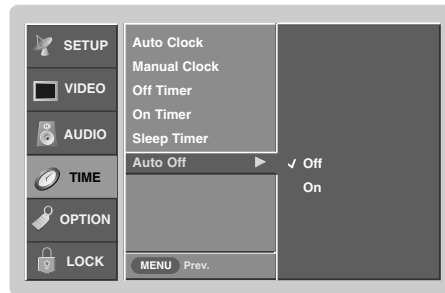 SETUP
VIDEO
AUDIO
TIME
OPTION
LOCK
Auto Clock
Manual Clock
Off Timer
On Timer
Sleep Timer
Auto Off ▶
✓ Off
On
MENU Prev.